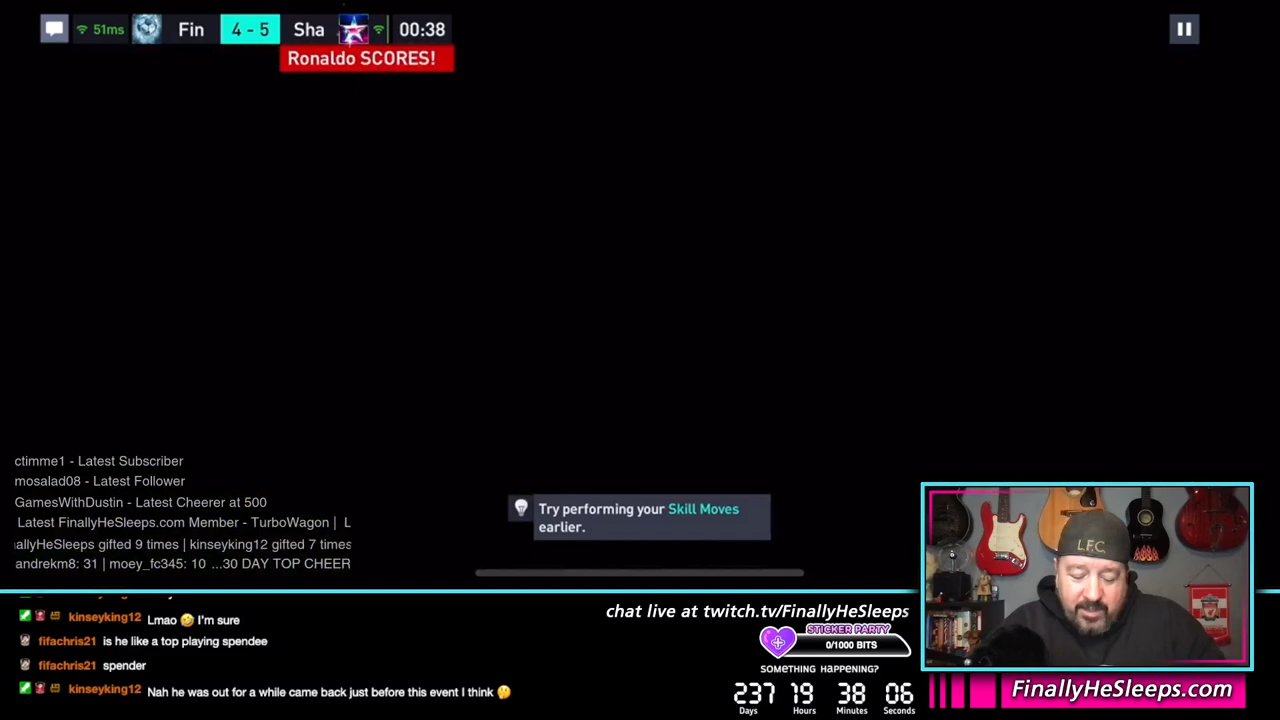 51ms Fin 4 - 5 Sha 00:38
Ronaldo SCORES!
ctimme1 - Latest Subscriber
mosalad08 - Latest Follower
GamesWithDustin - Latest Cheerer at 500
Latest FinallyHeSleeps.com Member - TurboWagon | L
allyHeSleeps gifted 9 times | kinseyking12 gifted 7 times
andrekm8: 31 | moey_fc345: 10 ...30 DAY TOP CHEER
Try performing your Skill Moves
earlier.
L.F.C.
kinseyking12 Lmao 🤣 I'm sure
fifachris21 is he like a top playing spendee
fifachris21 spender
kinseyking12 Nah he was out for a while came back just before this event I think 🤔
chat live at twitch.tv/FinallyHeSleeps
STICKER PARTY
0/1000 BITS
SOMETHING HAPPENING?
237 19 38 06
Days Hours Minutes Seconds
FinallyHeSleeps.com